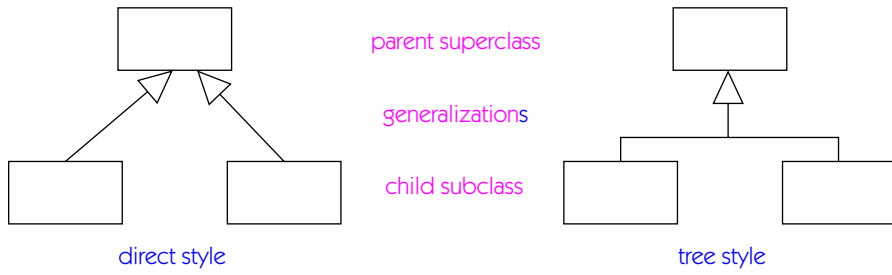 parent superclass
generalizations
child subclass
direct style
tree style